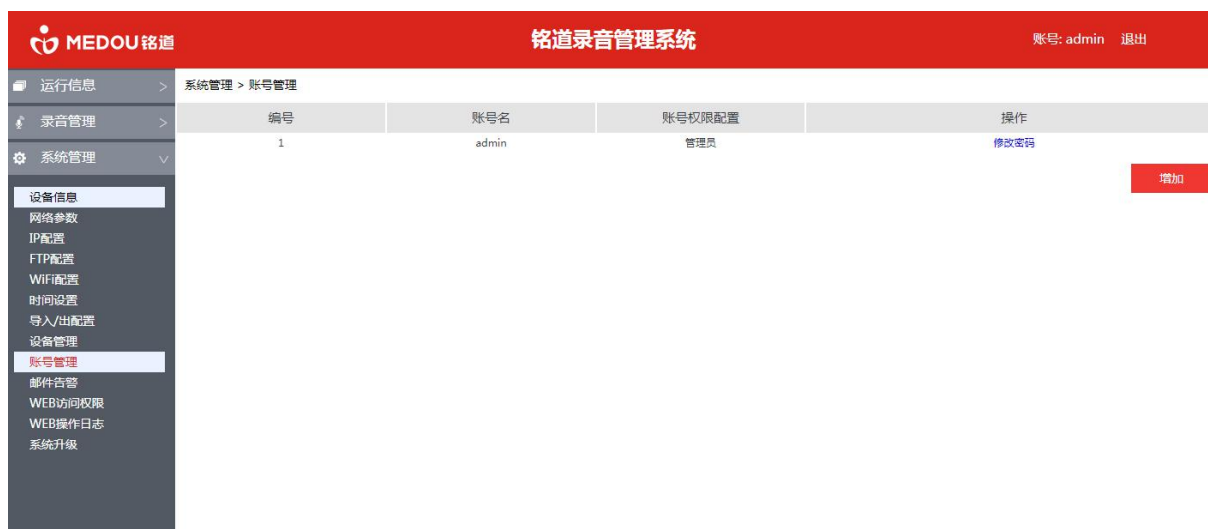 MEDOU铭道
铭道录音管理系统
账号: admin 退出
运行信息 >
录音管理 >
系统管理
设备信息
网络参数
IP配置
FTP配置
WiFi配置
时间设置
导入/出配置
设备管理
账号管理
邮件告警
WEB访问权限
WEB操作日志
系统升级
系统管理 > 账号管理
编号 账号名 账号权限配置 操作
1 admin 管理员 修改密码
增加